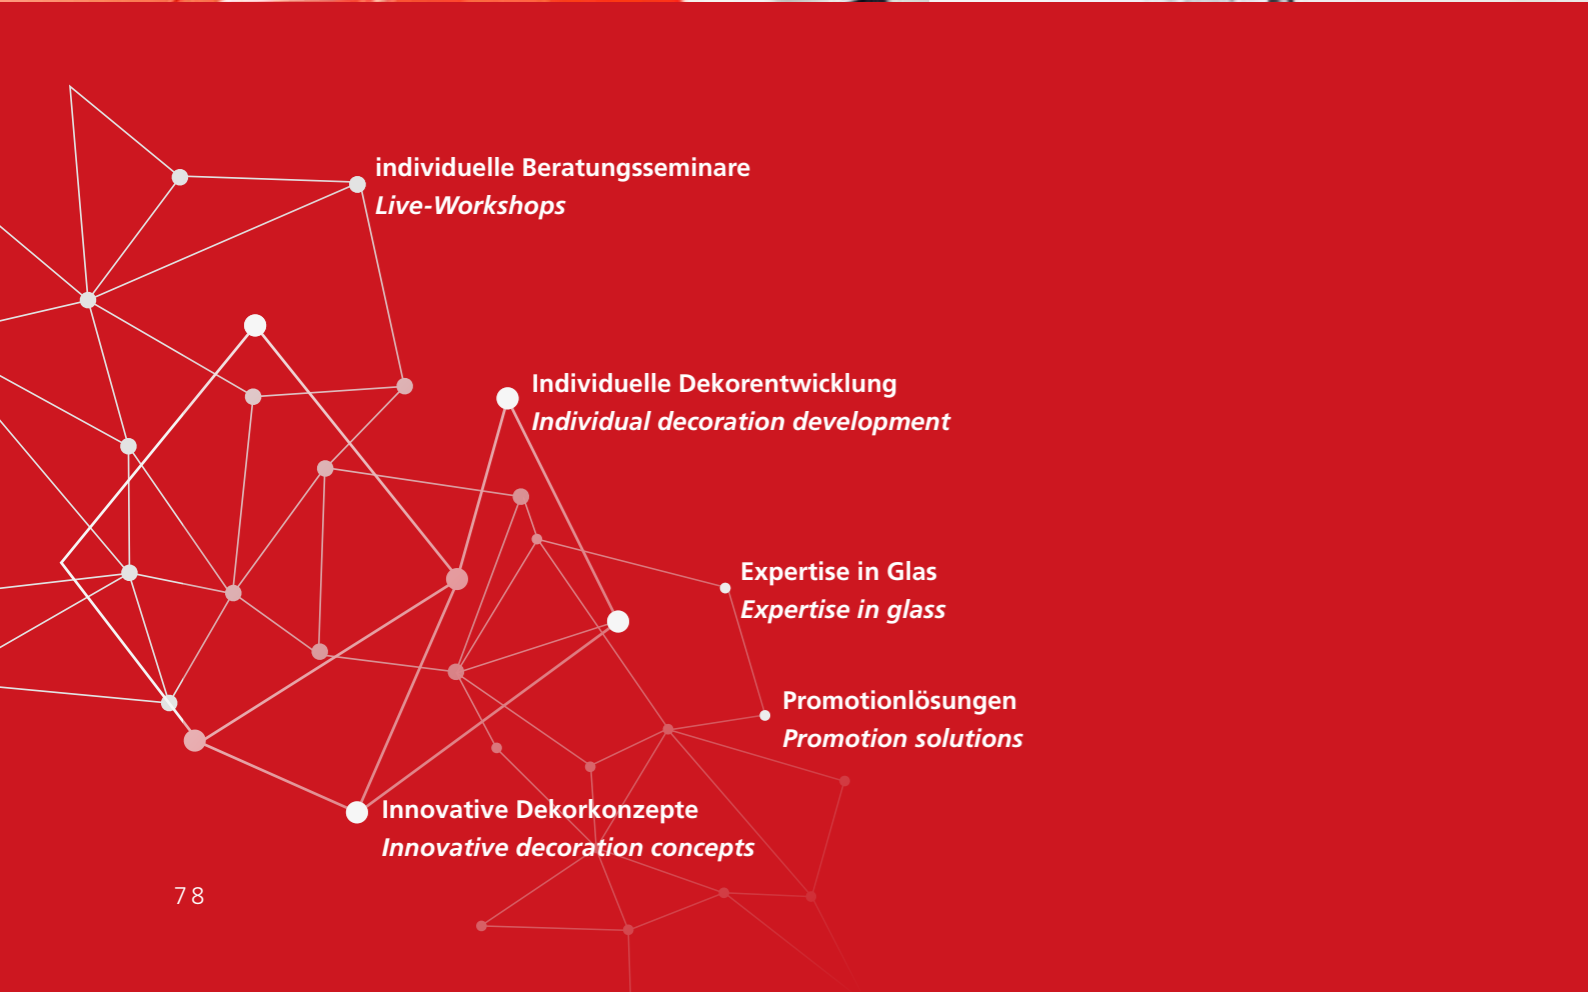 individuelle Beratungsseminare
Live-Workshops
Individuelle Dekorentwicklung
Individual decoration development
Expertise in Glas
Expertise in glass
Promotionlösungen
Promotion solutions
Innovative Dekorkonzepte
Innovative decoration concepts
78